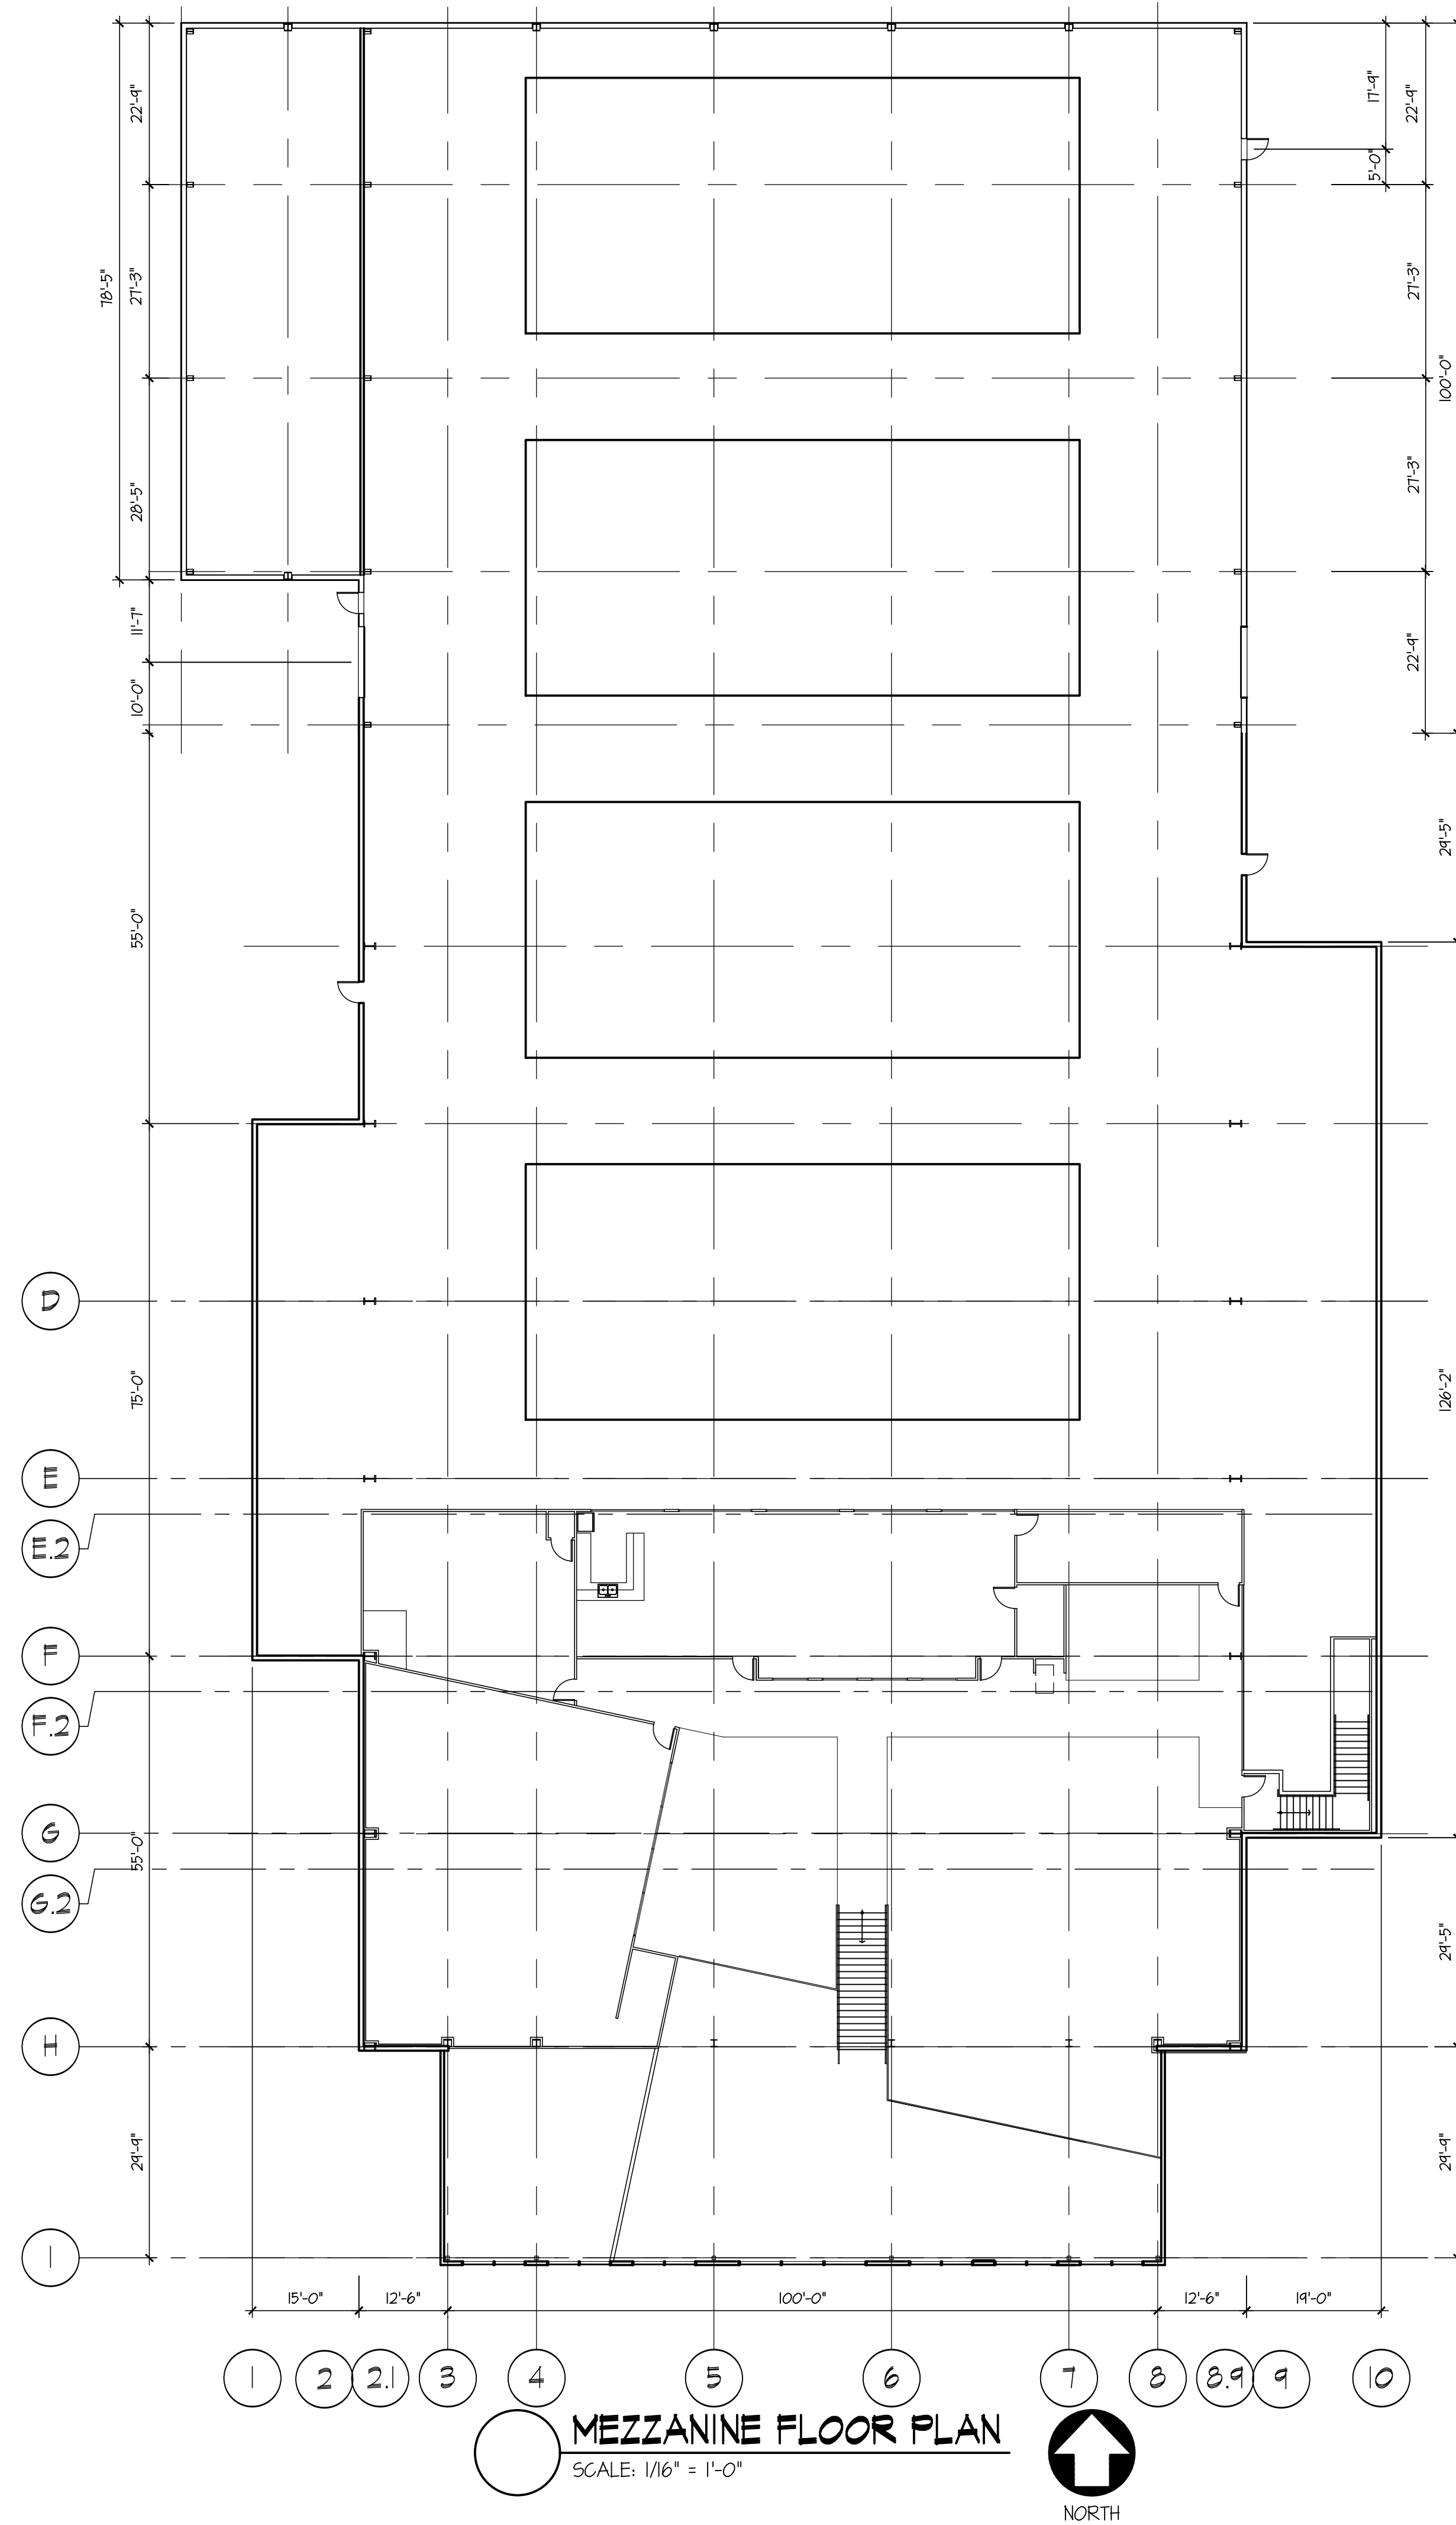 17'-9"
22'-9"
22'-9"
5'-0"
78'-5"
27'-3"
27'-3"
100'-0"
28'-5"
27'-3"
11'-7"
22'-9"
10'-0"
29'-5"
55'-0"
D
75'-0"
126'-2"
E
E.2
F
F.2
G
55'-0"
G.2
29'-5"
H
29'-9"
29'-9"
I
15'-0" 12'-6" 100'-0" 12'-6" 19'-0"
1 2 2.1 3 4 5 6 7 8 8.9 9 10
MEZZANINE FLOOR PLAN
SCALE: 1/16" = 1'-0"
NORTH